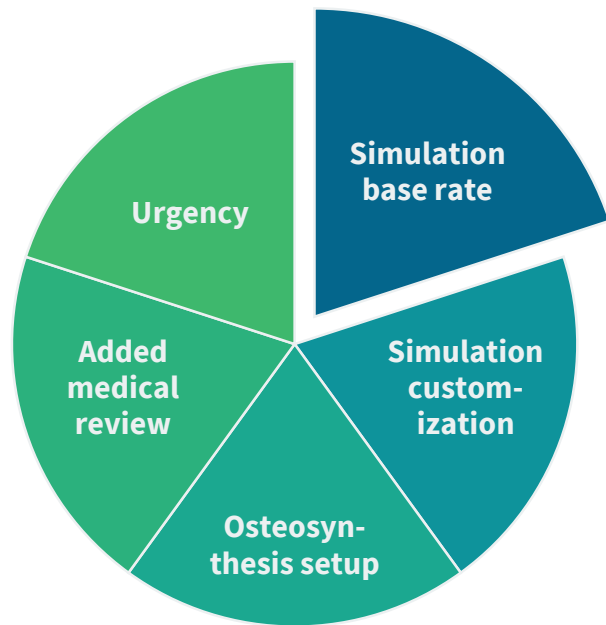 Simulation
base rate
Simulation
custom-
ization
Osteosyn-
thesis setup
Added
medical
review
Urgency